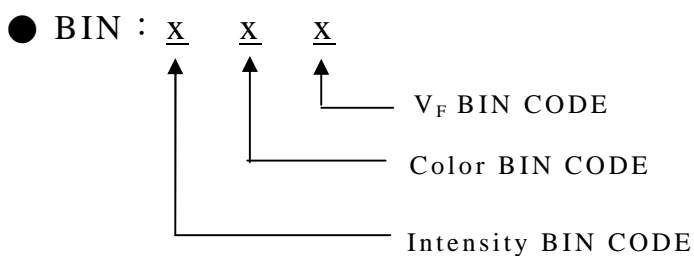 ● BIN：x x x
V_F BIN CODE
Color BIN CODE
Intensity BIN CODE